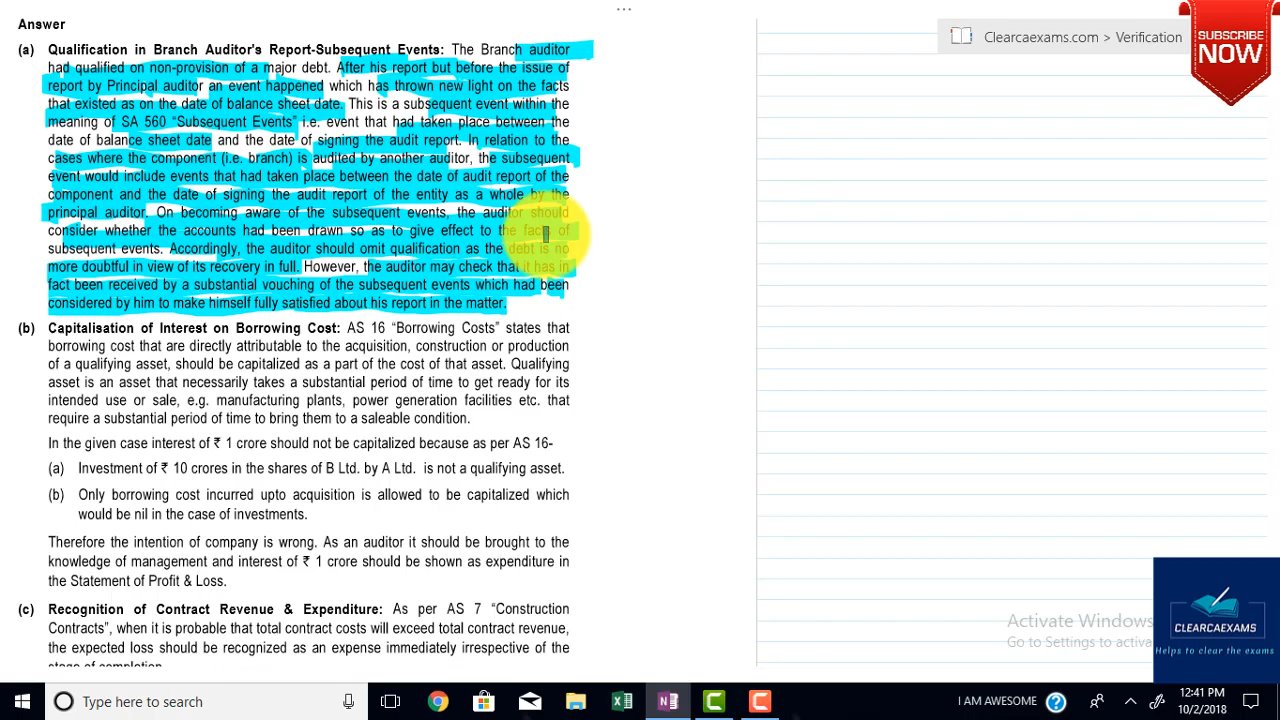 Answer
(a) Qualification in Branch Auditor's Report-Subsequent Events: The Branch auditor
had qualified on non-provision of a major debt. After his report but before the issue of
report by Principal auditor an event happened which has thrown new light on the facts
that existed as on the date of balance sheet date. This is a subsequent event within the
meaning of SA 560 “Subsequent Events” i.e. event that had taken place between the
date of balance sheet date and the date of signing the audit report. In relation to the
cases where the component (i.e. branch) is audited by another auditor, the subsequent
event would include events that had taken place between the date of audit report of the
component and the date of signing the audit report of the entity as a whole by the
principal auditor. On becoming aware of the subsequent events, the auditor should
consider whether the accounts had been drawn so as to give effect to the facts of
subsequent events. Accordingly, the auditor should omit qualification as the debt is no
more doubtful in view of its recovery in full. However, the auditor may check that it has in
fact been received by a substantial vouching of the subsequent events which had been
considered by him to make himself fully satisfied about his report in the matter.
(b) Capitalisation of Interest on Borrowing Cost: AS 16 “Borrowing Costs” states that
borrowing cost that are directly attributable to the acquisition, construction or production
of a qualifying asset, should be capitalized as a part of the cost of that asset. Qualifying
asset is an asset that necessarily takes a substantial period of time to get ready for its
intended use or sale, e.g. manufacturing plants, power generation facilities etc. that
require a substantial period of time to bring them to a saleable condition.
In the given case interest of ₹ 1 crore should not be capitalized because as per AS 16-
(a) Investment of ₹ 10 crores in the shares of B Ltd. by A Ltd. is not a qualifying asset.
(b) Only borrowing cost incurred upto acquisition is allowed to be capitalized which
would be nil in the case of investments.
Therefore the intention of company is wrong. As an auditor it should be brought to the
knowledge of management and interest of ₹ 1 crore should be shown as expenditure in
the Statement of Profit & Loss.
(c) Recognition of Contract Revenue & Expenditure: As per AS 7 “Construction
Contracts”, when it is probable that total contract costs will exceed total contract revenue,
the expected loss should be recognized as an expense immediately irrespective of the
stage of completion.
Clearcaexams.com > Verification
SUBSCRIBE
NOW
Activate Windows
Go to Settings to activa
CLEARCAEXAMS
Helps to clear the exams
Type here to search
I AM AWESOME
12:41 PM
10/2/2018